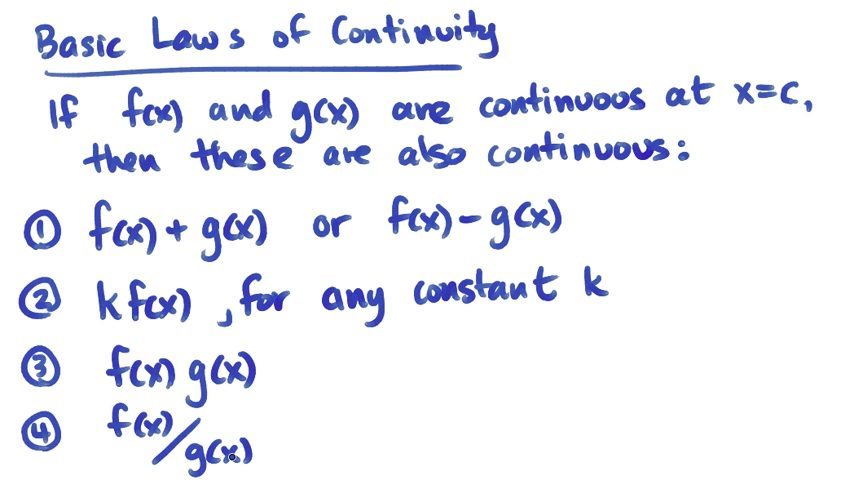 Basic Laws of Continuity
If f(x) and g(x) are continuous at x=c,
then these are also continuous:
① f(x) + g(x) or f(x) - g(x)
② k f(x) , for any constant k
③ f(x) g(x)
④ f(x)/g(x)